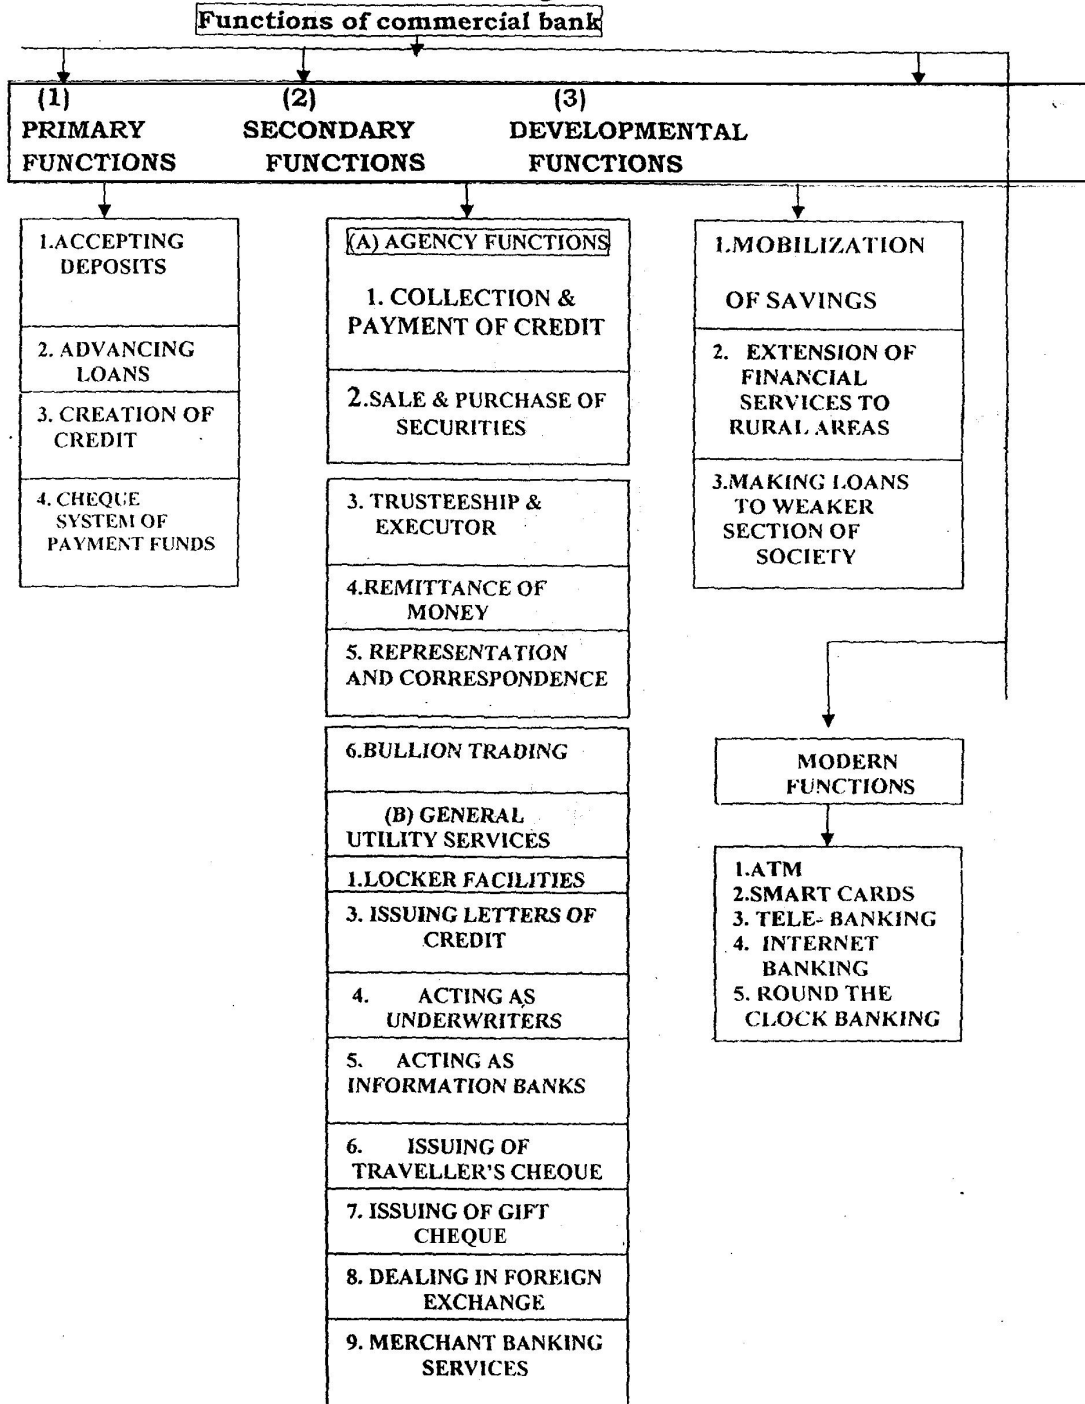 Functions of commercial bank
(1) (2) (3)
PRIMARY SECONDARY DEVELOPMENTAL
FUNCTIONS FUNCTIONS FUNCTIONS
1.ACCEPTING
DEPOSITS
2. ADVANCING
LOANS
3. CREATION OF
CREDIT
4. CHEQUE
SYSTEM OF
PAYMENT FUNDS
(A) AGENCY FUNCTIONS
1. COLLECTION &
PAYMENT OF CREDIT
2.SALE & PURCHASE OF
SECURITIES
3. TRUSTEESHIP &
EXECUTOR
4.REMITTANCE OF
MONEY
5. REPRESENTATION
AND CORRESPONDENCE
6.BULLION TRADING
(B) GENERAL
UTILITY SERVICES
1.LOCKER FACILITIES
3. ISSUING LETTERS OF
CREDIT
4. ACTING AS
UNDERWRITERS
5. ACTING AS
INFORMATION BANKS
6. ISSUING OF
TRAVELLER'S CHEQUE
7. ISSUING OF GIFT
CHEQUE
8. DEALING IN FOREIGN
EXCHANGE
9. MERCHANT BANKING
SERVICES
1.MOBILIZATION
OF SAVINGS
2. EXTENSION OF
FINANCIAL
SERVICES TO
RURAL AREAS
3.MAKING LOANS
TO WEAKER
SECTION OF
SOCIETY
MODERN
FUNCTIONS
1.ATM
2.SMART CARDS
3. TELE- BANKING
4. INTERNET
BANKING
5. ROUND THE
CLOCK BANKING